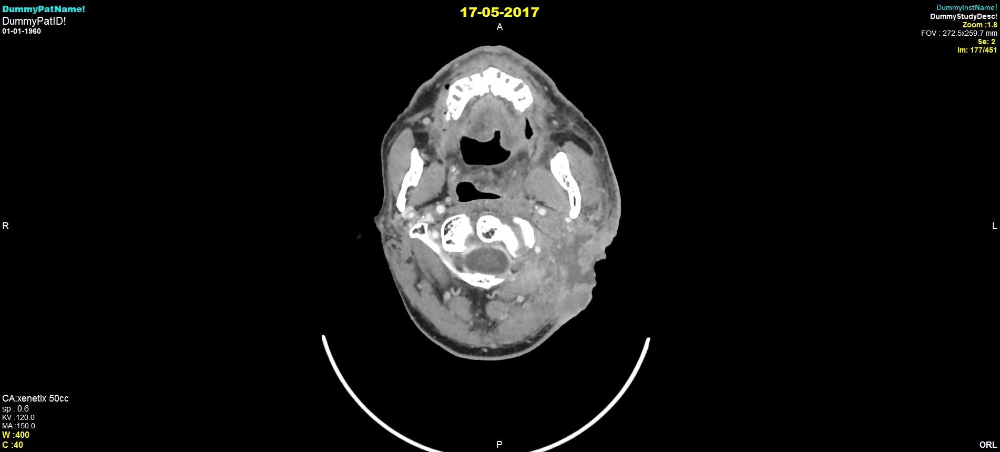 DummyPatName!
DummyPatID!
01-01-1960
17-05-2017
A
DummyInstName!
DummyStudyDesc!
Zoom :1.8
FOV : 272.5x259.7 mm
Se: 2
Im: 177/451
R
L
CA:xenetix 50cc
sp : 0.6
KV :120.0
MA :150.0
W :400
C :40
P
ORL